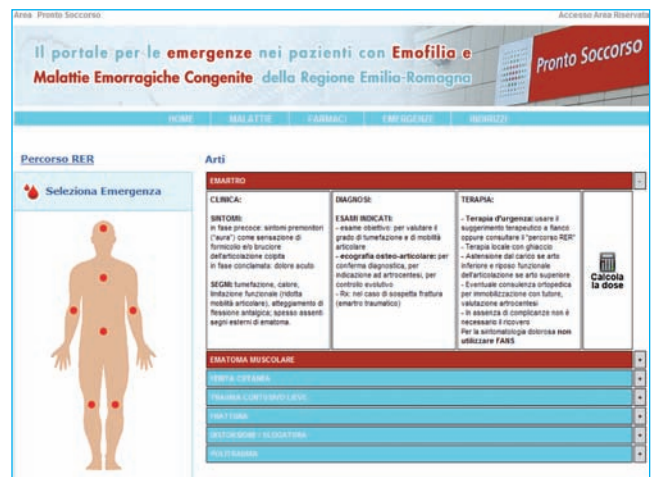 Area Pronto Soccorso
Accesso Area Riservata
Il portale per le emergenze nei pazienti con Emofilia e
Malattie Emorragiche Congenite della Regione Emilia-Romagna
Pronto Soccorso
HOME
MALATTIE
FARMACI
EMERGENZE
INDIRIZZI
Percorso RER
Seleziona Emergenza
Arti
EMARTRO
-
CLINICA:
SINTOMI:
in fase precoce: sintomi premonitori
("aura") come sensazione di
formicolio e/o bruciore
dell'articolazione colpita
in fase conclamata: dolore acuto
SEGNI: tumefazione, calore,
limitazione funzionale (ridotta
mobilità articolare), atteggamento di
flessione antalgica; spesso assenti
segni esterni di ematoma.
DIAGNOSI:
ESAMI INDICATI:
- esame obiettivo: per valutare il
grado di tumefazione e di mobilità
articolare
- ecografia osteo-articolare: per
conferma diagnostica, per
indicazione ad artrocentesi, per
controllo evolutivo
- Rx: nel caso di sospetta frattura
(emartro traumatico)
TERAPIA:
- Terapia d'urgenza: usare il
suggerimento terapeutico a fianco
oppure consultare il "percorso RER"
- Terapia locale con ghiaccio
- Astensione dal carico se arto
inferiore e riposo funzionale
dell'articolazione se arto superiore
- Eventuale consulenza ortopedica
per immobilizzazione con tutore,
valutazione artrocentesi
- In assenza di complicanze non è
necessario il ricovero
Per la sintomatologia dolorosa non
utilizzare FANS
Calcola
la dose
EMATOMA MUSCOLARE
+
FERITA CUTANEA
+
TRAUMA CONTUSIVO LIEVE
+
FRATTURA
+
DISTORSIONE / SLOGATURA
+
POLITRAUMA
+